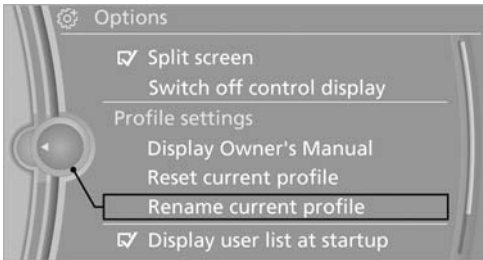 Options
Split screen
Switch off control display
Profile settings
Display Owner's Manual
Reset current profile
Rename current profile
Display user list at startup